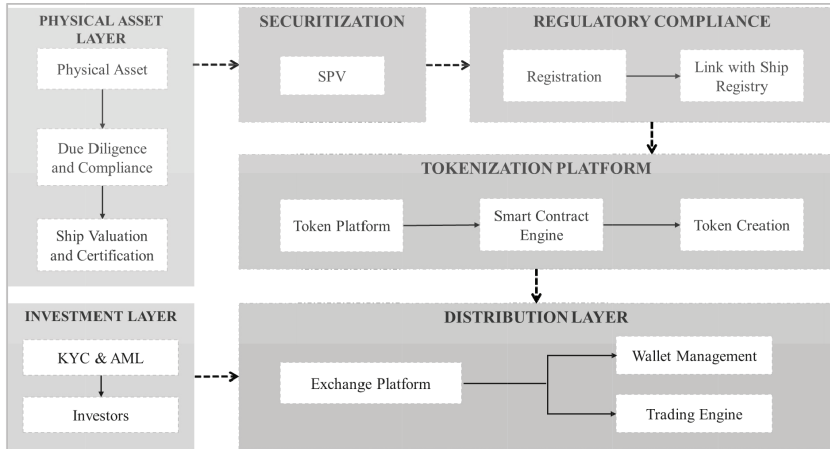 PHYSICAL ASSET
LAYER
Physical Asset
Due Diligence
and Compliance
Ship Valuation
and Certification
SECURITIZATION
SPV
REGULATORY COMPLIANCE
Registration
Link with Ship
Registry
TOKENIZATION PLATFORM
Token Platform
Smart Contract
Engine
Token Creation
INVESTMENT LAYER
KYC & AML
Investors
DISTRIBUTION LAYER
Exchange Platform
Wallet Management
Trading Engine